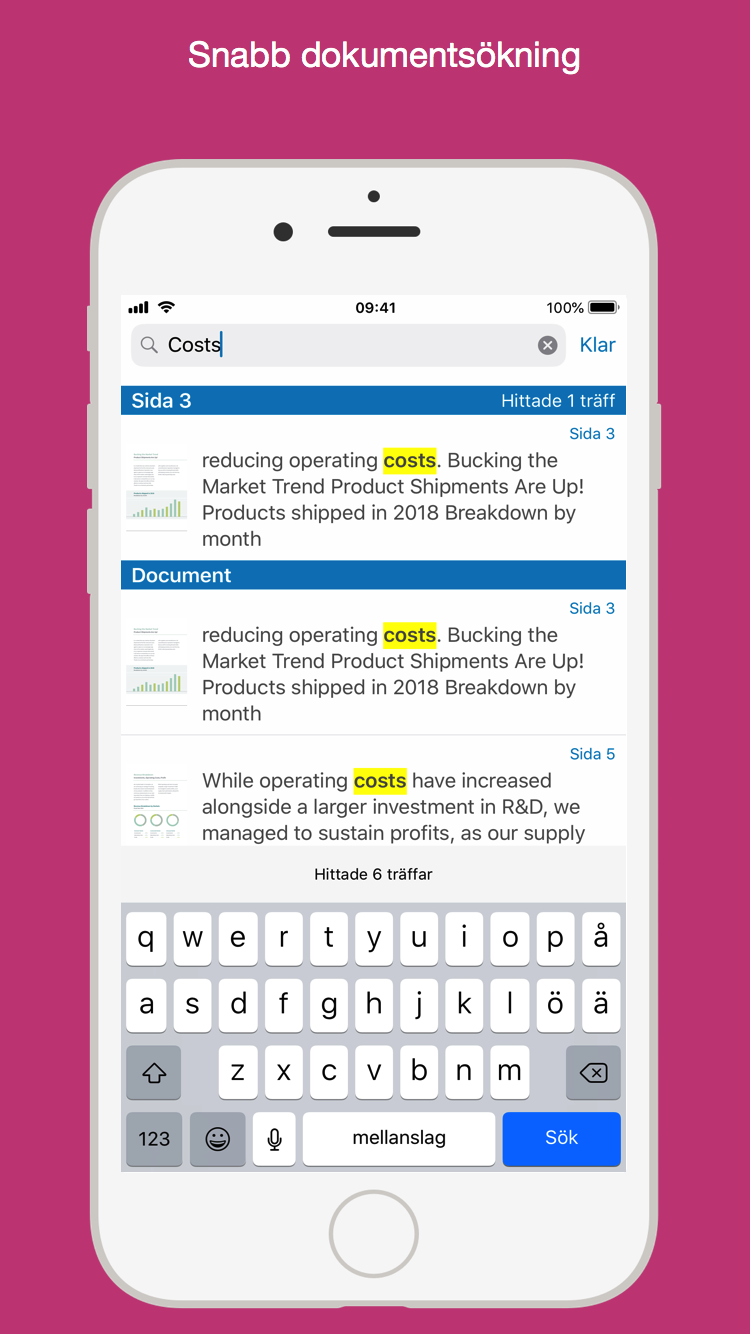 Snabb dokumentsökning
09:41
100%
Costs
Klar
Sida 3
Hittade 1 träff
Sida 3
reducing operating costs. Bucking the
Market Trend Product Shipments Are Up!
Products shipped in 2018 Breakdown by
month
Document
Sida 3
reducing operating costs. Bucking the
Market Trend Product Shipments Are Up!
Products shipped in 2018 Breakdown by
month
Sida 5
While operating costs have increased
alongside a larger investment in R&D, we
managed to sustain profits, as our supply
Hittade 6 träffar
q w e r t y u i o p å
a s d f g h j k l ö ä
z x c v b n m
123 mellanslag Sök